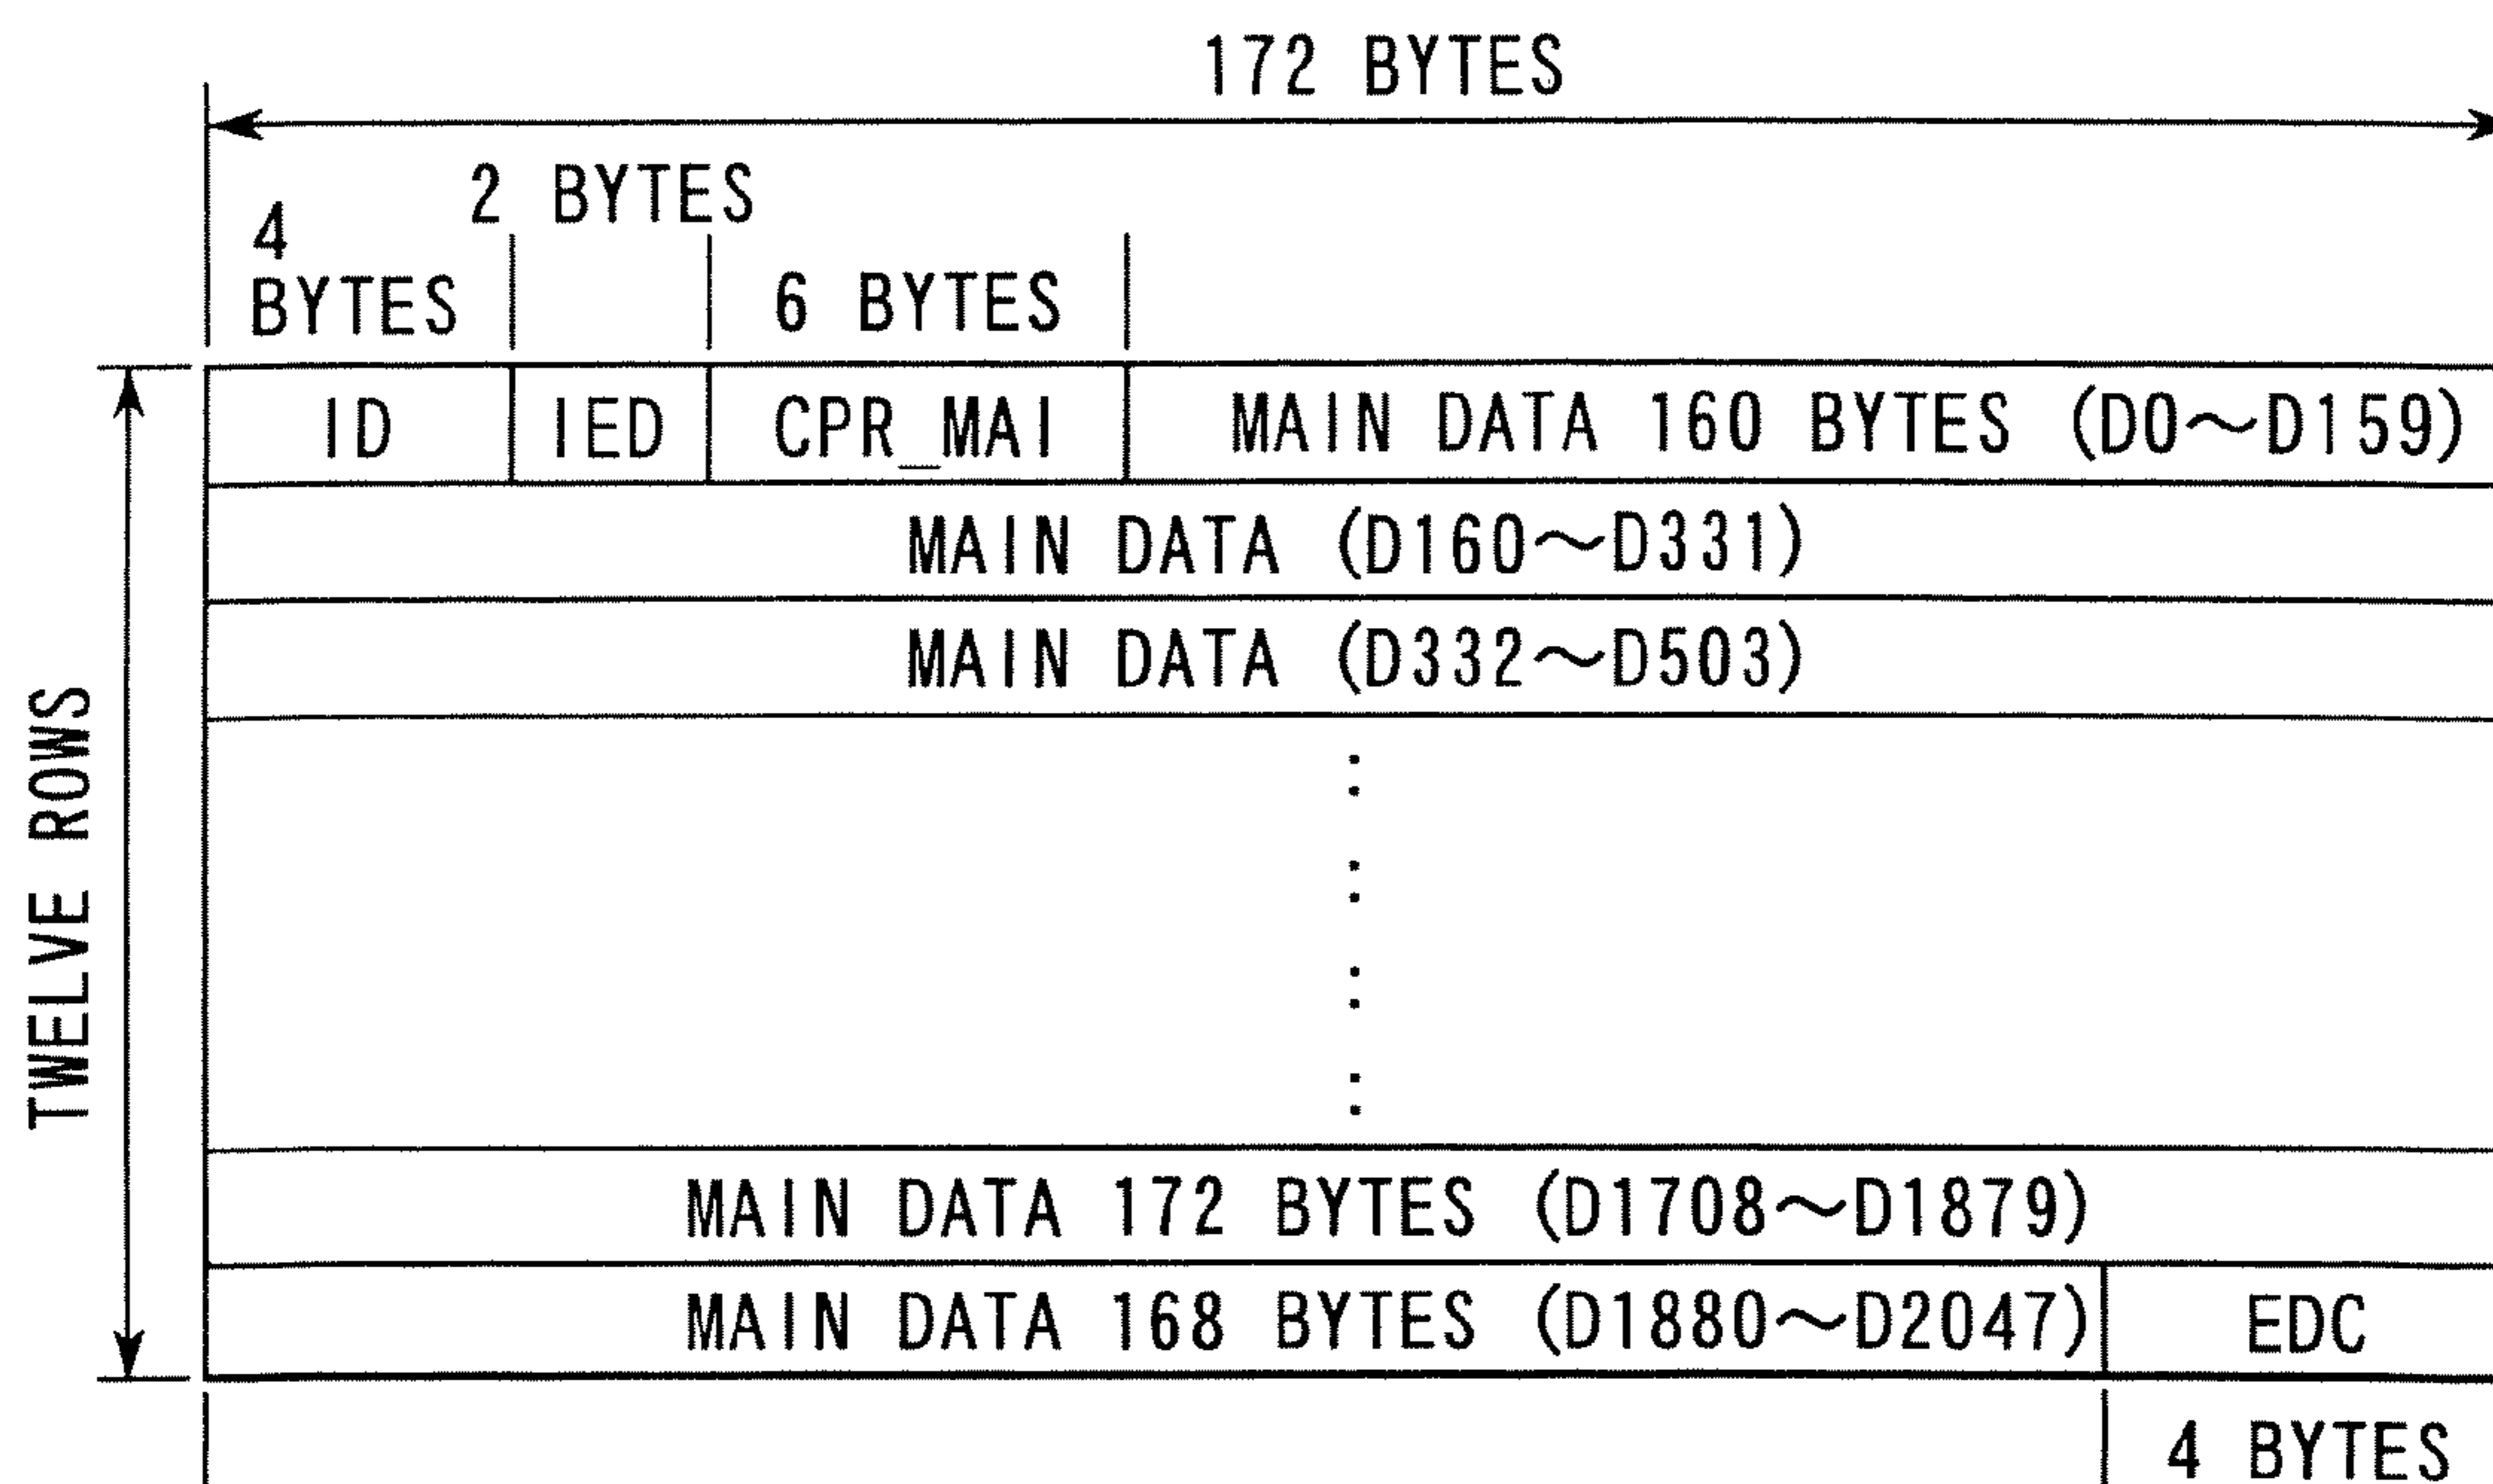 172 BYTES
2 BYTES
4
BYTES
6 BYTES
ID IED CPR_MAI MAIN DATA 160 BYTES (D0～D159)
MAIN DATA (D160～D331)
MAIN DATA (D332～D503)
TWELVE ROWS
MAIN DATA 172 BYTES (D1708～D1879)
MAIN DATA 168 BYTES (D1880～D2047) EDC
4 BYTES